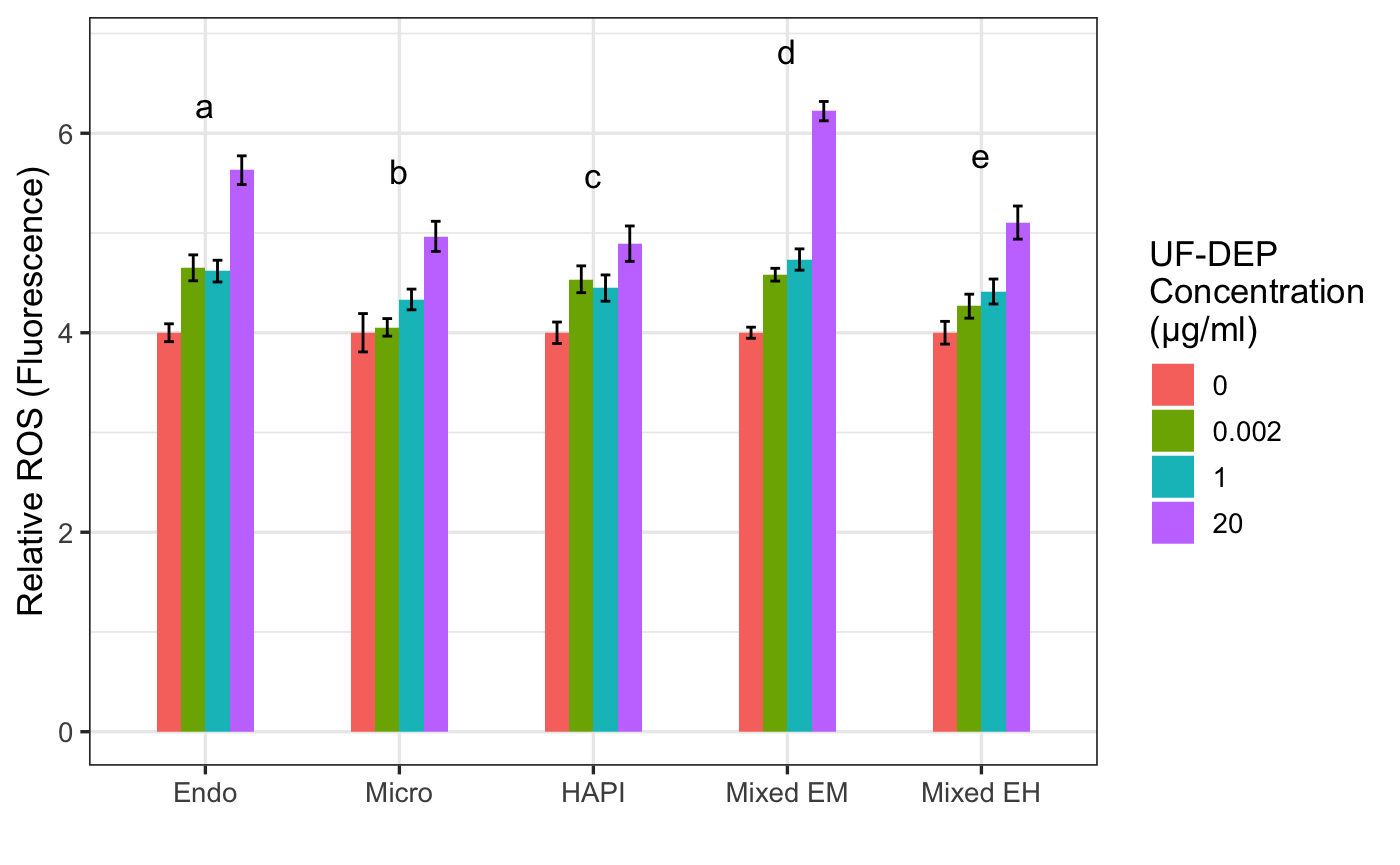 Relative ROS (Fluorescence)
6
4
2
0
a
b
c
d
e
Endo
Micro
HAPI
Mixed EM
Mixed EH
UF-DEP
Concentration
(μg/ml)
0
0.002
1
20